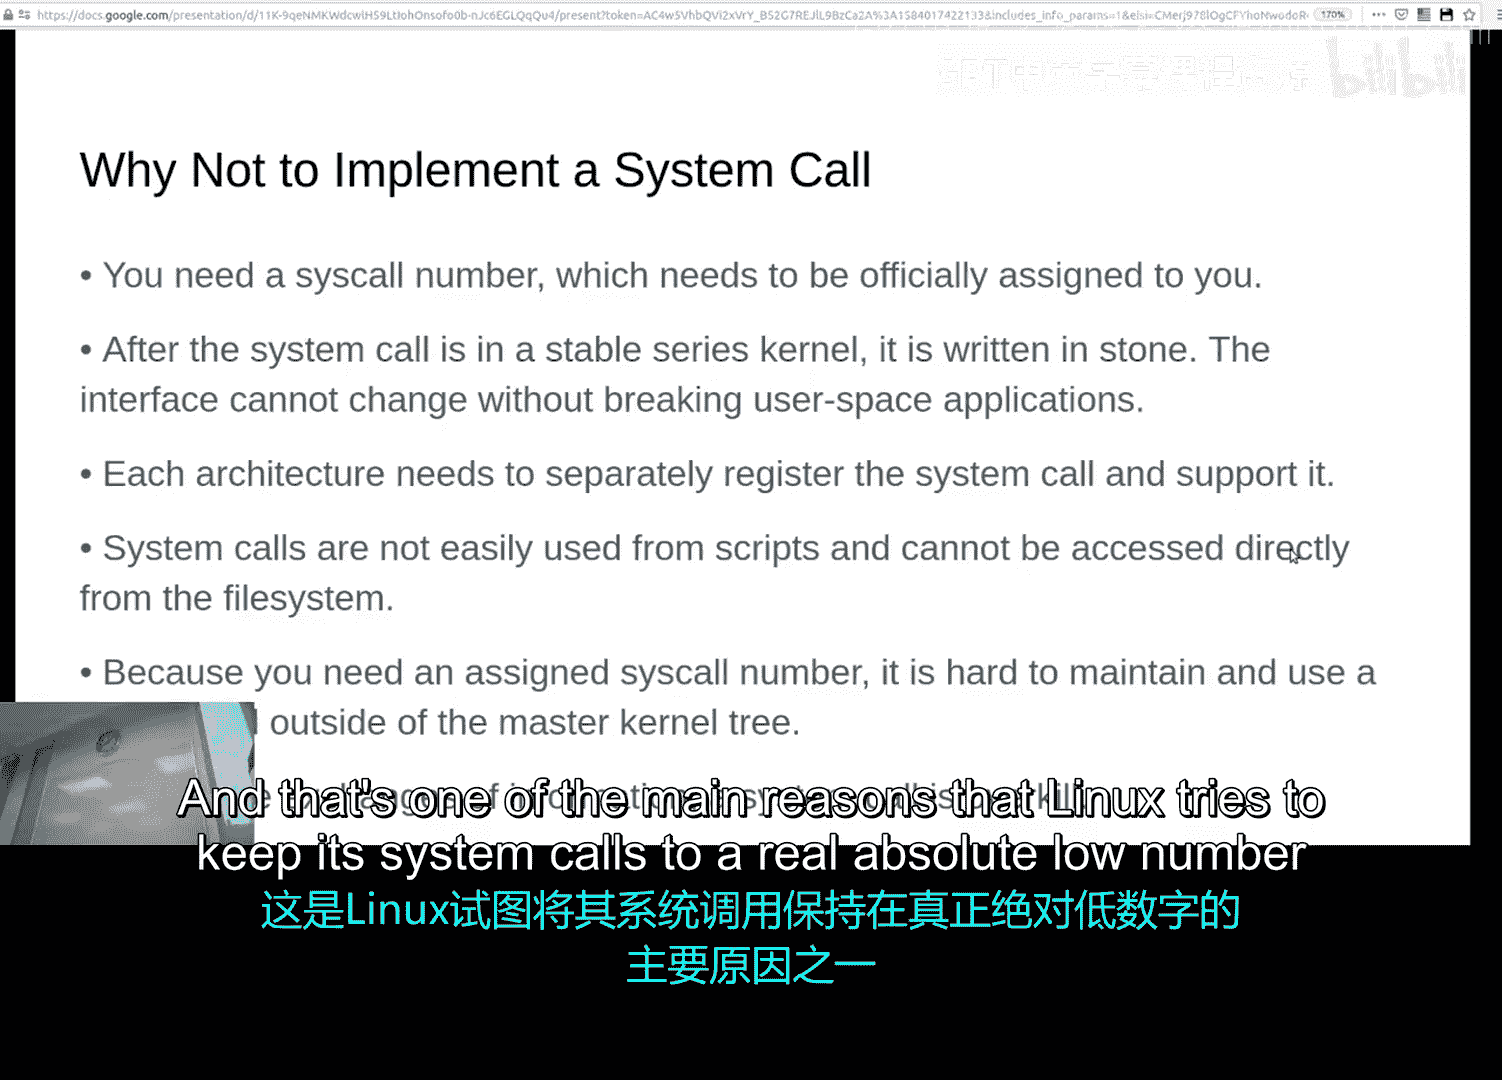 170%
bilibili
Why Not to Implement a System Call
• You need a syscall number, which needs to be officially assigned to you.
• After the system call is in a stable series kernel, it is written in stone. The
interface cannot change without breaking user-space applications.
• Each architecture needs to separately register the system call and support it.
• System calls are not easily used from scripts and cannot be accessed directly
from the filesystem.
• Because you need an assigned syscall number, it is hard to maintain and use a
outside of the master kernel tree.
And that's one of the main reasons that Linux tries to
keep its system calls to a real absolute low number
这是Linux试图将其系统调用保持在真正绝对低数字的
主要原因之一